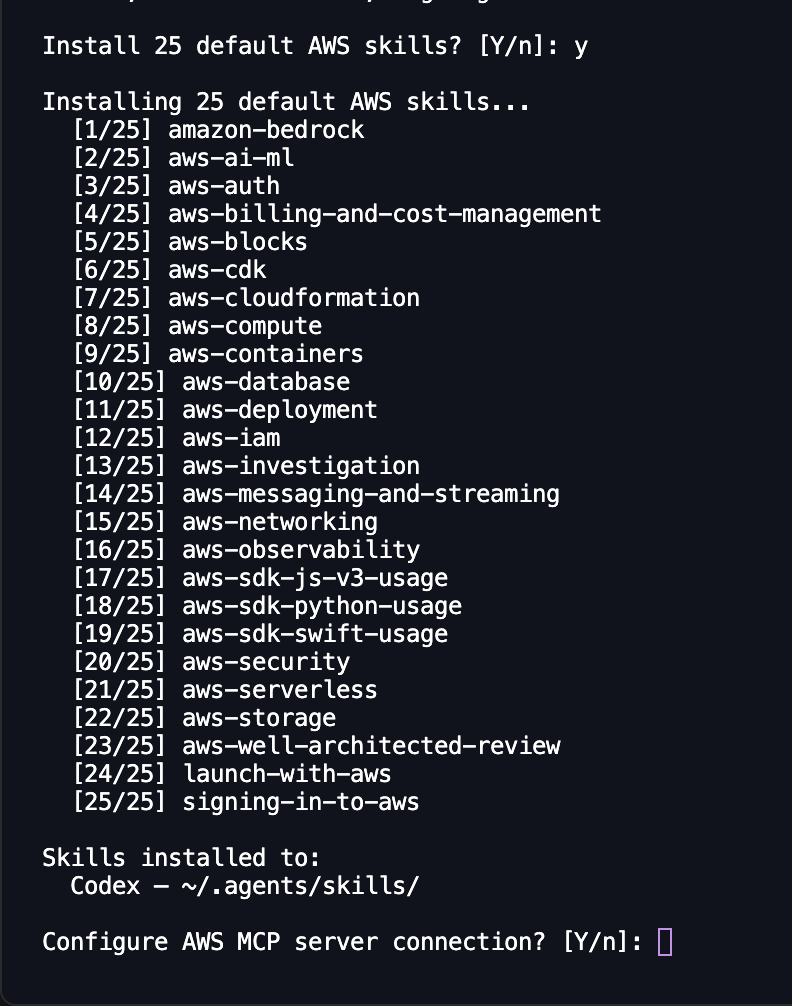 Install 25 default AWS skills? [Y/n]: y
Installing 25 default AWS skills...
[1/25] amazon-bedrock
[2/25] aws-ai-ml
[3/25] aws-auth
[4/25] aws-billing-and-cost-management
[5/25] aws-blocks
[6/25] aws-cdk
[7/25] aws-cloudformation
[8/25] aws-compute
[9/25] aws-containers
[10/25] aws-database
[11/25] aws-deployment
[12/25] aws-iam
[13/25] aws-investigation
[14/25] aws-messaging-and-streaming
[15/25] aws-networking
[16/25] aws-observability
[17/25] aws-sdk-js-v3-usage
[18/25] aws-sdk-python-usage
[19/25] aws-sdk-swift-usage
[20/25] aws-security
[21/25] aws-serverless
[22/25] aws-storage
[23/25] aws-well-architected-review
[24/25] launch-with-aws
[25/25] signing-in-to-aws
Skills installed to:
Codex — ~/.agents/skills/
Configure AWS MCP server connection? [Y/n]: